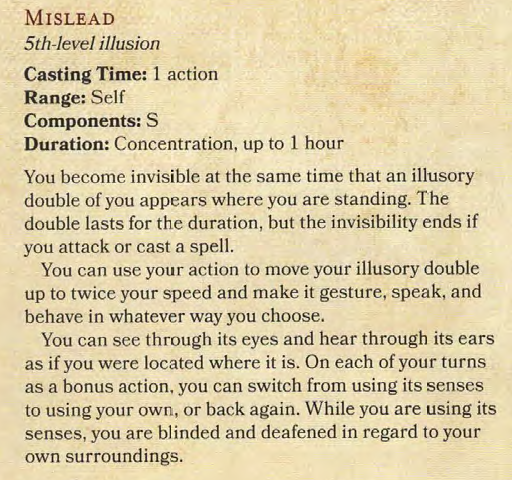 MISLEAD
5th-level illusion
Casting Time: 1 action
Range: Self
Components: S
Duration: Concentration, up to 1 hour
You become invisible at the same time that an illusory
double of you appears where you are standing. The
double lasts for the duration, but the invisibility ends if
you attack or cast a spell.
You can use your action to move your illusory double
up to twice your speed and make it gesture, speak, and
behave in whatever way you choose.
You can see through its eyes and hear through its ears
as if you were located where it is. On each of your turns
as a bonus action, you can switch from using its senses
to using your own, or back again. While you are using its
senses, you are blinded and deafened in regard to your
own surroundings.